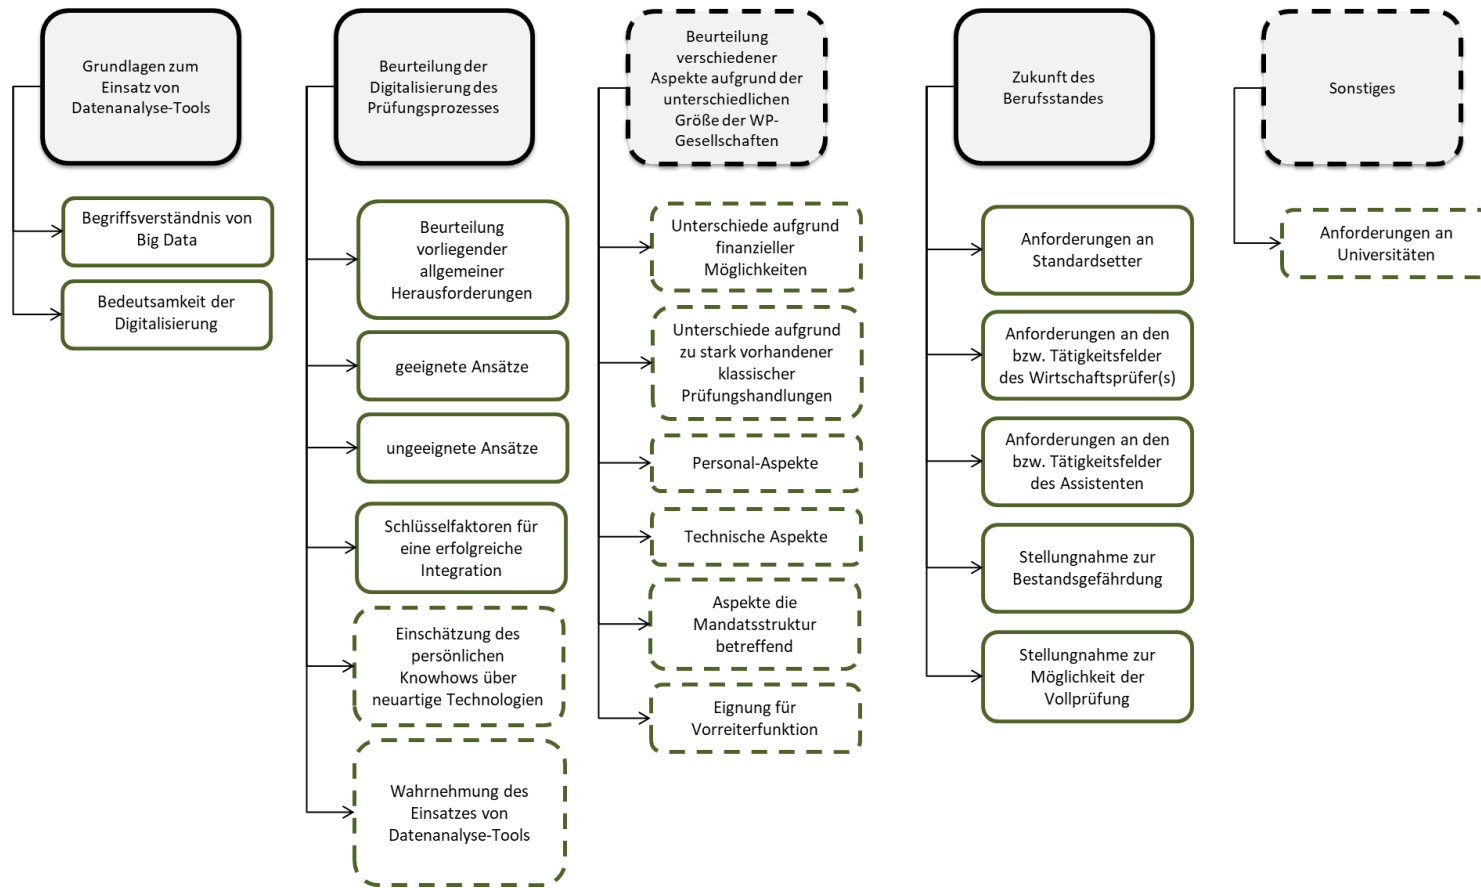 Grundlagen zum
Einsatz von
Datenanalyse-Tools
Begriffsverständnis von
Big Data
Bedeutsamkeit der
Digitalisierung
Beurteilung der
Digitalisierung des
Prüfungsprozesses
Beurteilung
vorliegender
allgemeiner
Herausforderungen
geeignete Ansätze
ungeeignete Ansätze
Schlüsselfaktoren für
eine erfolgreiche
Integration
Einschätzung des
persönlichen
Knowhows über
neuartige Technologien
Wahrnehmung des
Einsatzes von
Datenanalyse-Tools
Beurteilung
verschiedener
Aspekte aufgrund der
unterschiedlichen
Größe der WP-
Gesellschaften
Unterschiede aufgrund
finanzieller
Möglichkeiten
Unterschiede aufgrund
zu stark vorhandener
klassischer
Prüfungshandlungen
Personal-Aspekte
Technische Aspekte
Aspekte die
Mandatsstruktur
betreffend
Eignung für
Vorreiterfunktion
Zukunft des
Berufsstandes
Anforderungen an
Standardsetter
Anforderungen an den
bzw. Tätigkeitsfelder
des Wirtschaftsprüfer(s)
Anforderungen an den
bzw. Tätigkeitsfelder
des Assistenten
Stellungnahme zur
Bestandsgefährdung
Stellungnahme zur
Möglichkeit der
Vollprüfung
Sonstiges
Anforderungen an
Universitäten